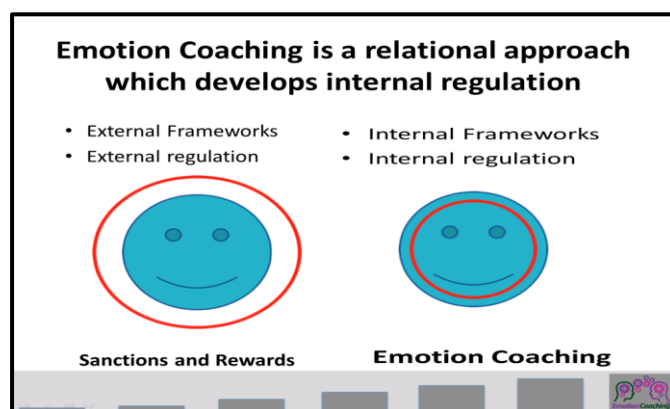 Emotion Coaching is a relational approach
which develops internal regulation
• External Frameworks
• External regulation
• Internal Frameworks
• Internal regulation
Sanctions and Rewards
Emotion Coaching
EmotionCoaching